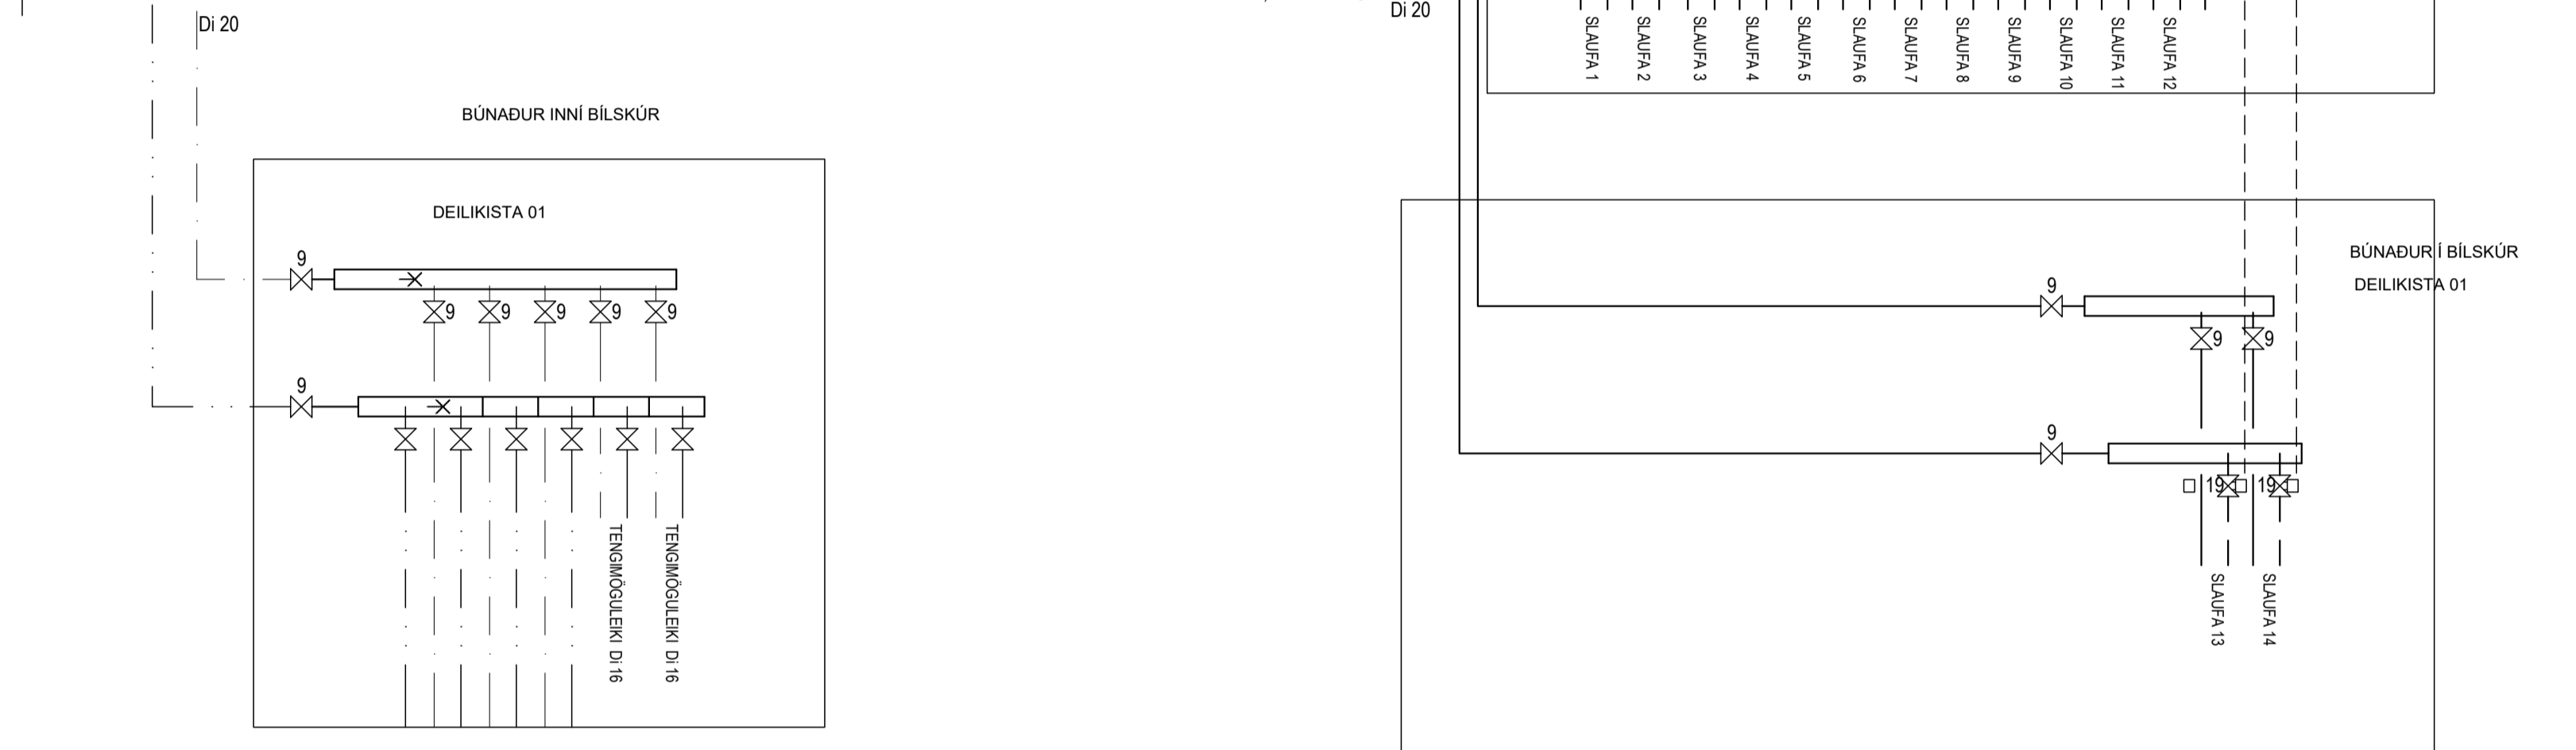 Di 20
BÚNAÐUR INNÍ BÍLSKÚR
DEILIKISTA 01
9
9 9 9 9 9
9
TENGIMÖGULEIKI Di 16
TENGIMÖGULEIKI Di 16
Di 20
SLAUFA 1
SLAUFA 2
SLAUFA 3
SLAUFA 4
SLAUFA 5
SLAUFA 6
SLAUFA 7
SLAUFA 8
SLAUFA 9
SLAUFA 10
SLAUFA 11
SLAUFA 12
BÚNAÐUR Í BÍLSKÚR
DEILIKISTA 01
9
9 9
9
19 19
SLAUFA 13
SLAUFA 14